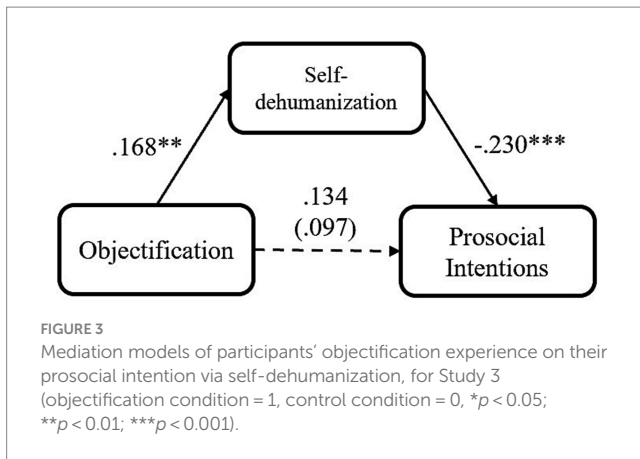 Self-
dehumanization
.168**
-.230***
.134
(.097)
Objectification
Prosocial
Intentions
FIGURE 3
Mediation models of participants’ objectification experience on their
prosocial intention via self-dehumanization, for Study 3
(objectification condition = 1, control condition = 0, *p < 0.05;
**p < 0.01; ***p < 0.001).